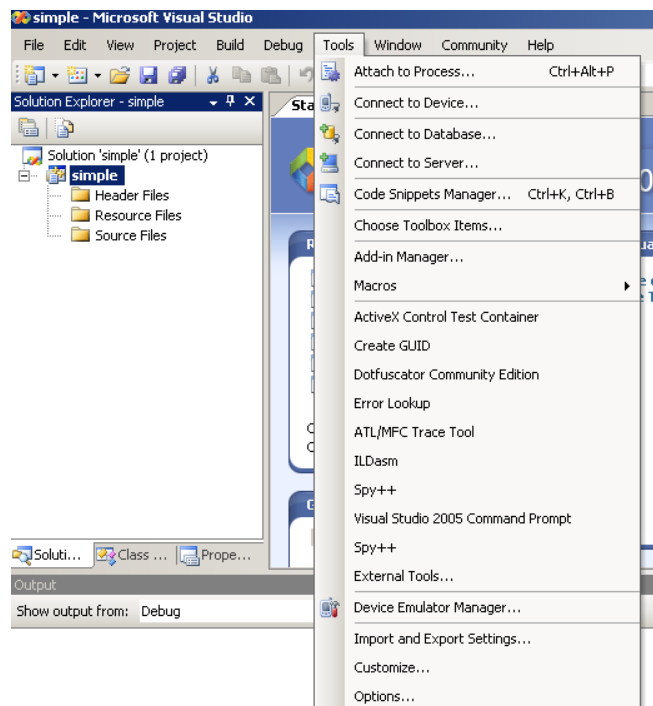 simple - Microsoft Visual Studio
File Edit View Project Build Debug Tools Window Community Help
Solution Explorer - simple
Sta
Solution 'simple' (1 project)
simple
Header Files
Resource Files
Source Files
Soluti... Class ... Prope...
Output
Show output from: Debug
Attach to Process... Ctrl+Alt+P
Connect to Device...
Connect to Database...
Connect to Server...
Code Snippets Manager... Ctrl+K, Ctrl+B
Choose Toolbox Items...
Add-in Manager...
Macros
ActiveX Control Test Container
Create GUID
Dotfuscator Community Edition
Error Lookup
ATL/MFC Trace Tool
ILDasm
Spy++
Visual Studio 2005 Command Prompt
Spy++
External Tools...
Device Emulator Manager...
Import and Export Settings...
Customize...
Options...